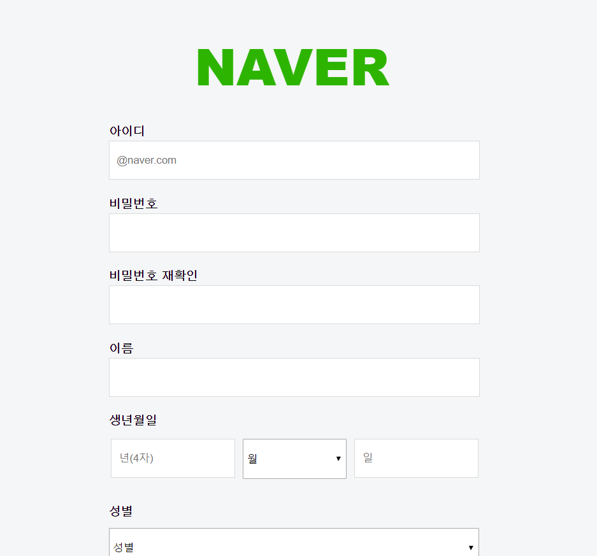 NAVER
아이디
@naver.com
비밀번호
비밀번호 재확인
이름
생년월일
년(4자) 월 일
성별
성별